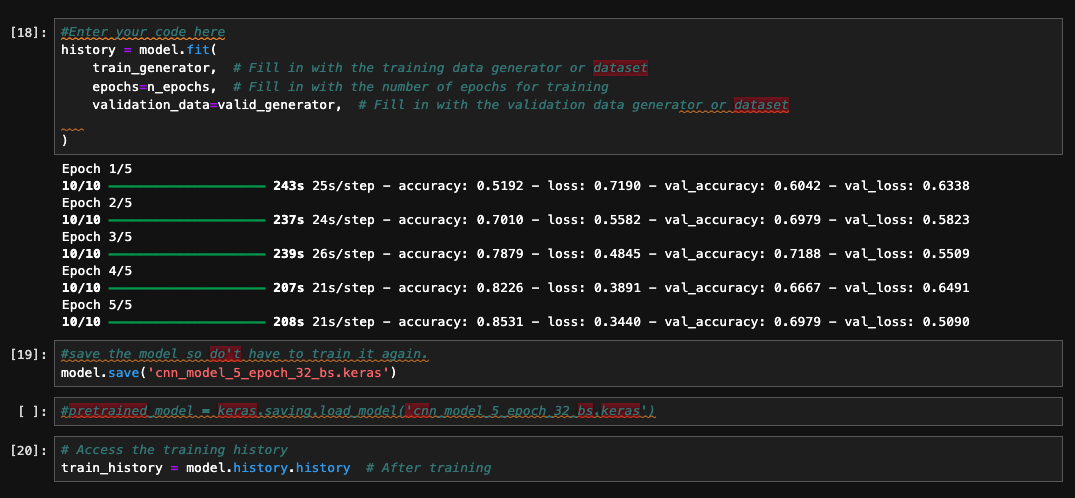 [18]:
#Enter your code here
history = model.fit(
    train_generator,  # Fill in with the training data generator or dataset
    epochs=n_epochs,  # Fill in with the number of epochs for training
    validation_data=valid_generator,  # Fill in with the validation data generator or dataset
)
Epoch 1/5
10/10 243s 25s/step - accuracy: 0.5192 - loss: 0.7190 - val_accuracy: 0.6042 - val_loss: 0.6338
Epoch 2/5
10/10 237s 24s/step - accuracy: 0.7010 - loss: 0.5582 - val_accuracy: 0.6979 - val_loss: 0.5823
Epoch 3/5
10/10 239s 26s/step - accuracy: 0.7879 - loss: 0.4845 - val_accuracy: 0.7188 - val_loss: 0.5509
Epoch 4/5
10/10 207s 21s/step - accuracy: 0.8226 - loss: 0.3891 - val_accuracy: 0.6667 - val_loss: 0.6491
Epoch 5/5
10/10 208s 21s/step - accuracy: 0.8531 - loss: 0.3440 - val_accuracy: 0.6979 - val_loss: 0.5090
[19]:
#save the model so do't have to train it again.
model.save('cnn_model_5_epoch_32_bs.keras')
[ ]:
#pretrained_model = keras.saving.load_model('cnn_model_5_epoch_32_bs.keras')
[20]:
# Access the training history
train_history = model.history.history  # After training